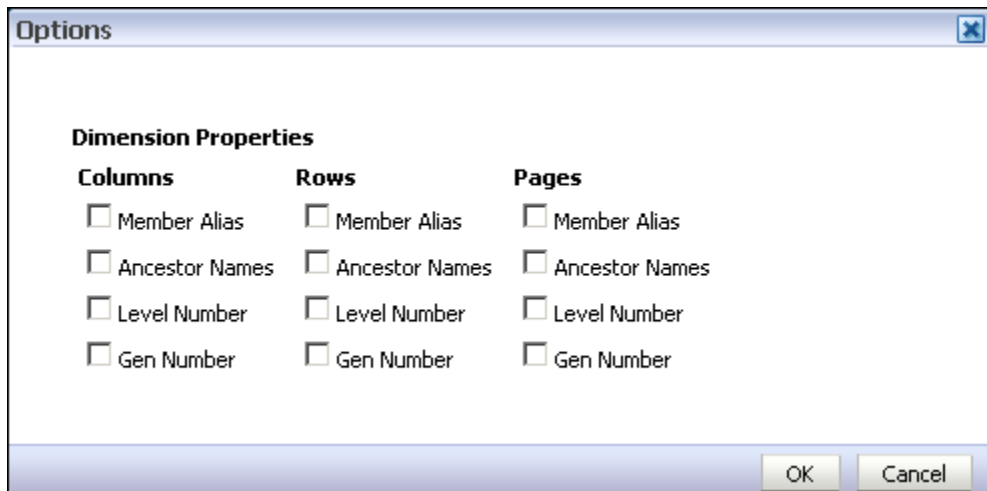 Options
Dimension Properties
Columns Rows Pages
Member Alias Member Alias Member Alias
Ancestor Names Ancestor Names Ancestor Names
Level Number Level Number Level Number
Gen Number Gen Number Gen Number
OK Cancel